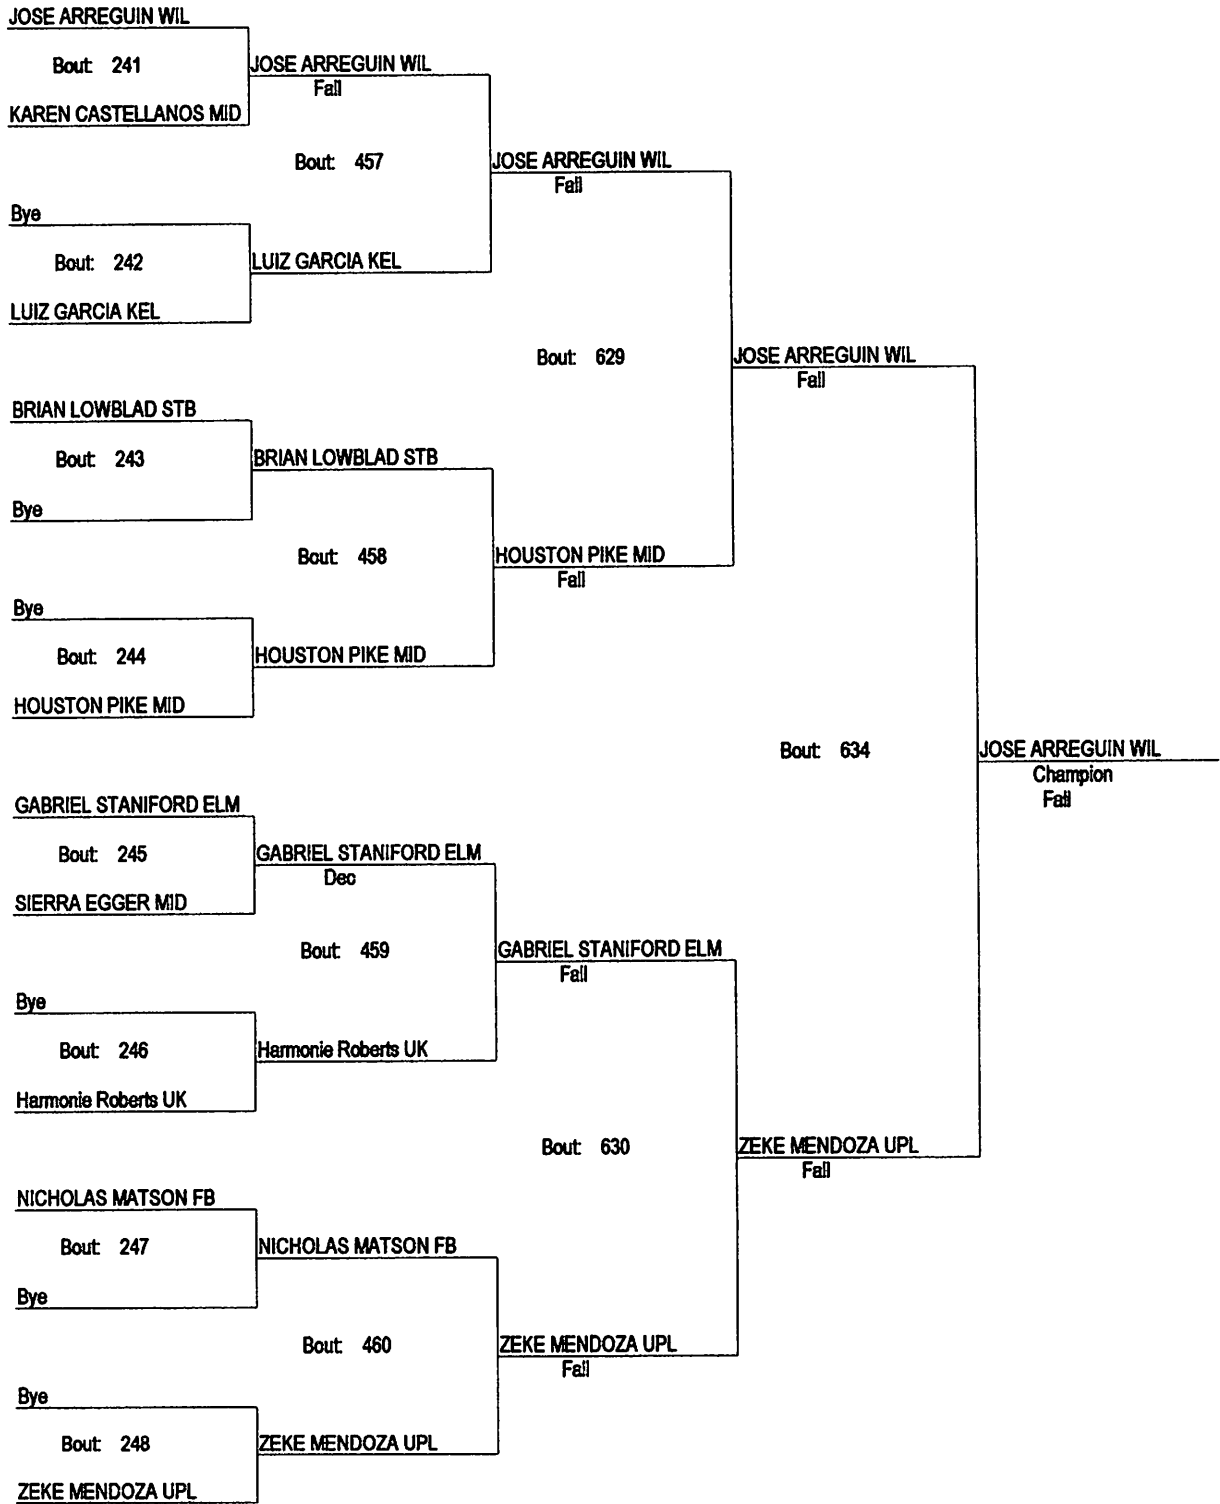 JOSE ARREGUIN WIL
Bout: 241
JOSE ARREGUIN WIL
Fall
KAREN CASTELLANOS MID
Bout: 457
JOSE ARREGUIN WIL
Fall
Bye
Bout: 242
LUIZ GARCIA KEL
LUIZ GARCIA KEL
Bout: 629
JOSE ARREGUIN WIL
Fall
BRIAN LOWBLAD STB
Bout: 243
BRIAN LOWBLAD STB
Bye
Bout: 458
HOUSTON PIKE MID
Fall
Bye
Bout: 244
HOUSTON PIKE MID
HOUSTON PIKE MID
Bout: 634
JOSE ARREGUIN WIL
Champion
Fall
GABRIEL STANIFORD ELM
Bout: 245
GABRIEL STANIFORD ELM
Dec
SIERRA EGGER MID
Bout: 459
GABRIEL STANIFORD ELM
Fall
Bye
Bout: 246
Harmonie Roberts UK
Harmonie Roberts UK
Bout: 630
ZEKE MENDOZA UPL
Fall
NICHOLAS MATSON FB
Bout: 247
NICHOLAS MATSON FB
Bye
Bout: 460
ZEKE MENDOZA UPL
Fall
Bye
Bout: 248
ZEKE MENDOZA UPL
ZEKE MENDOZA UPL